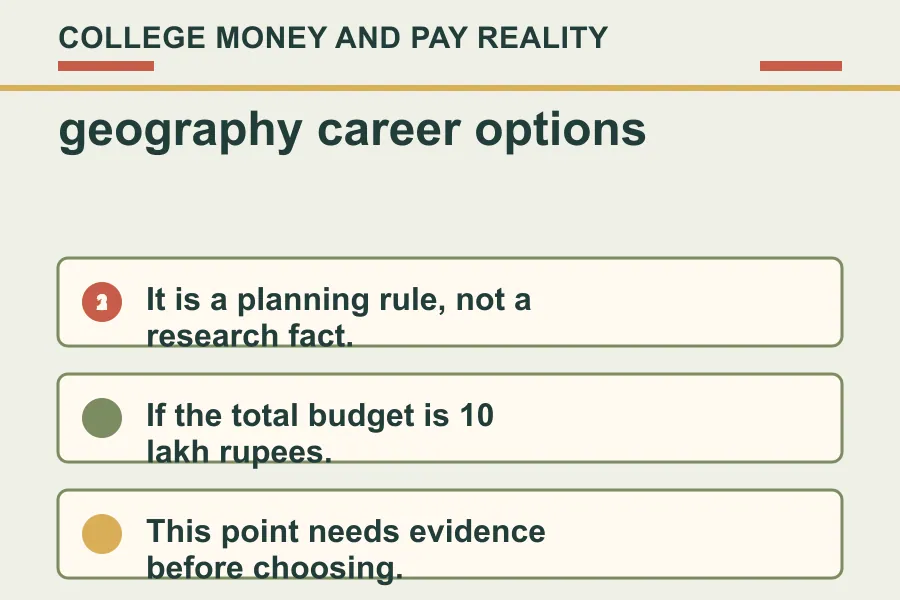 COLLEGE MONEY AND PAY REALITY
geography career options
It is a planning rule, not a
research fact.
If the total budget is 10
lakh rupees.
This point needs evidence
before choosing.